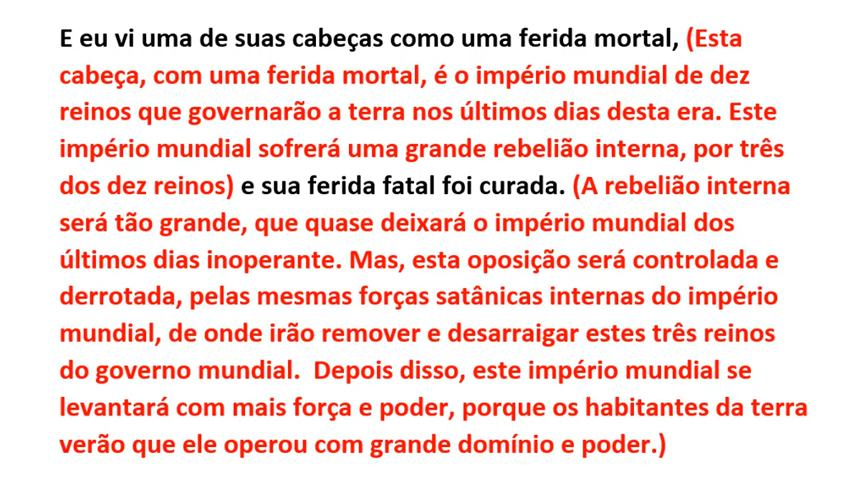 E eu vi uma de suas cabeças como uma ferida mortal, (Esta
cabeça, com uma ferida mortal, é o império mundial de dez
reinos que governarão a terra nos últimos dias desta era. Este
império mundial sofrerá uma grande rebelião interna, por três
dos dez reinos) e sua ferida fatal foi curada. (A rebelião interna
será tão grande, que quase deixará o império mundial dos
últimos dias inoperante. Mas, esta oposição será controlada e
derrotada, pelas mesmas forças satânicas internas do império
mundial, de onde irão remover e desarraigar estes três reinos
do governo mundial.  Depois disso, este império mundial se
levantará com mais força e poder, porque os habitantes da terra
verão que ele operou com grande domínio e poder.)